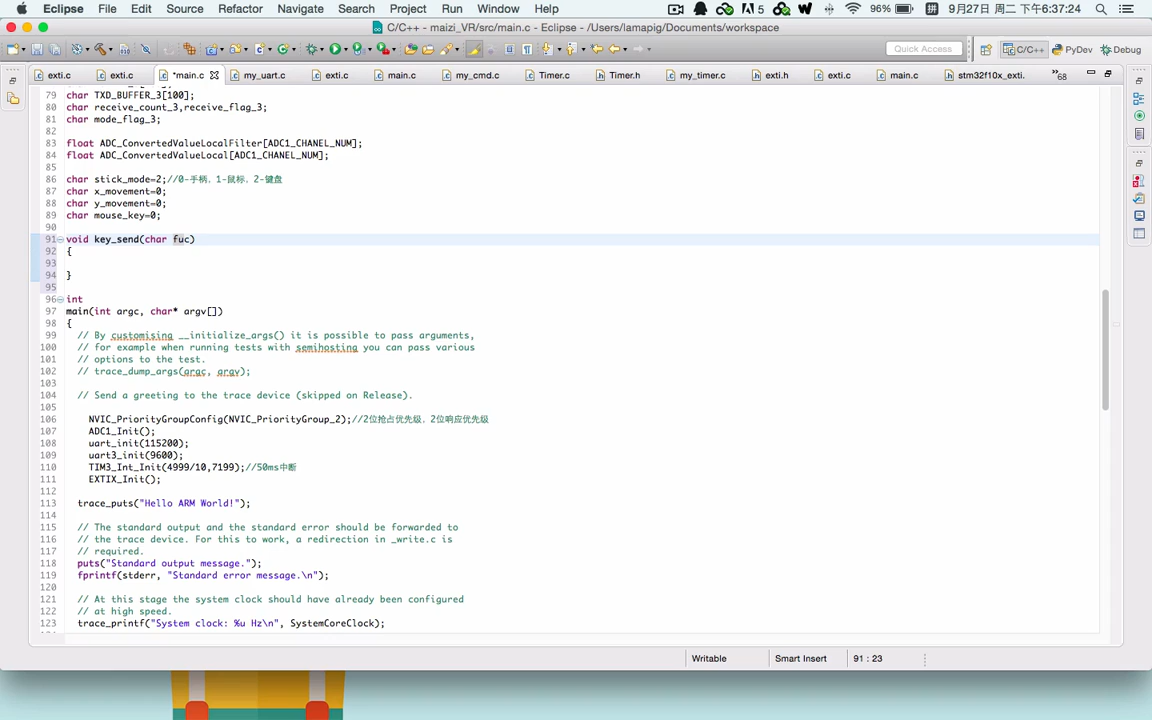 Eclipse File Edit Source Refactor Navigate Search Project Run Window Help 5 96% 拼 9月27日 周二 下午6:37:24
C/C++ - maizi_VR/src/main.c - Eclipse - /Users/lamapig/Documents/workspace
Quick Access C/C++ PyDev Debug
exti.c exti.c *main.c my_uart.c exti.c main.c my_cmd.c Timer.c Timer.h my_timer.c exti.h exti.c main.c stm32f10x_exti. »68
79 char TXD_BUFFER_3[100];
80 char receive_count_3,receive_flag_3;
81 char mode_flag_3;
82
83 float ADC_ConvertedValueLocalFilter[ADC1_CHANEL_NUM];
84 float ADC_ConvertedValueLocal[ADC1_CHANEL_NUM];
85
86 char stick_mode=2;//0-手柄，1-鼠标，2-键盘
87 char x_movement=0;
88 char y_movement=0;
89 char mouse_key=0;
90
91 void key_send(char fuc)
92 {
93
94 }
95
96 int
97 main(int argc, char* argv[])
98 {
99 // By customising __initialize_args() it is possible to pass arguments,
100 // for example when running tests with semihosting you can pass various
101 // options to the test.
102 // trace_dump_args(argc, argv);
103
104 // Send a greeting to the trace device (skipped on Release).
105
106 NVIC_PriorityGroupConfig(NVIC_PriorityGroup_2);//2位抢占优先级，2位响应优先级
107 ADC1_Init();
108 uart_init(115200);
109 uart3_init(9600);
110 TIM3_Int_Init(4999/10,7199);//50ms中断
111 EXTIX_Init();
112
113 trace_puts("Hello ARM World!");
114
115 // The standard output and the standard error should be forwarded to
116 // the trace device. For this to work, a redirection in _write.c is
117 // required.
118 puts("Standard output message.");
119 fprintf(stderr, "Standard error message.\n");
120
121 // At this stage the system clock should have already been configured
122 // at high speed.
123 trace_printf("System clock: %u Hz\n", SystemCoreClock);
Writable Smart Insert 91 : 23